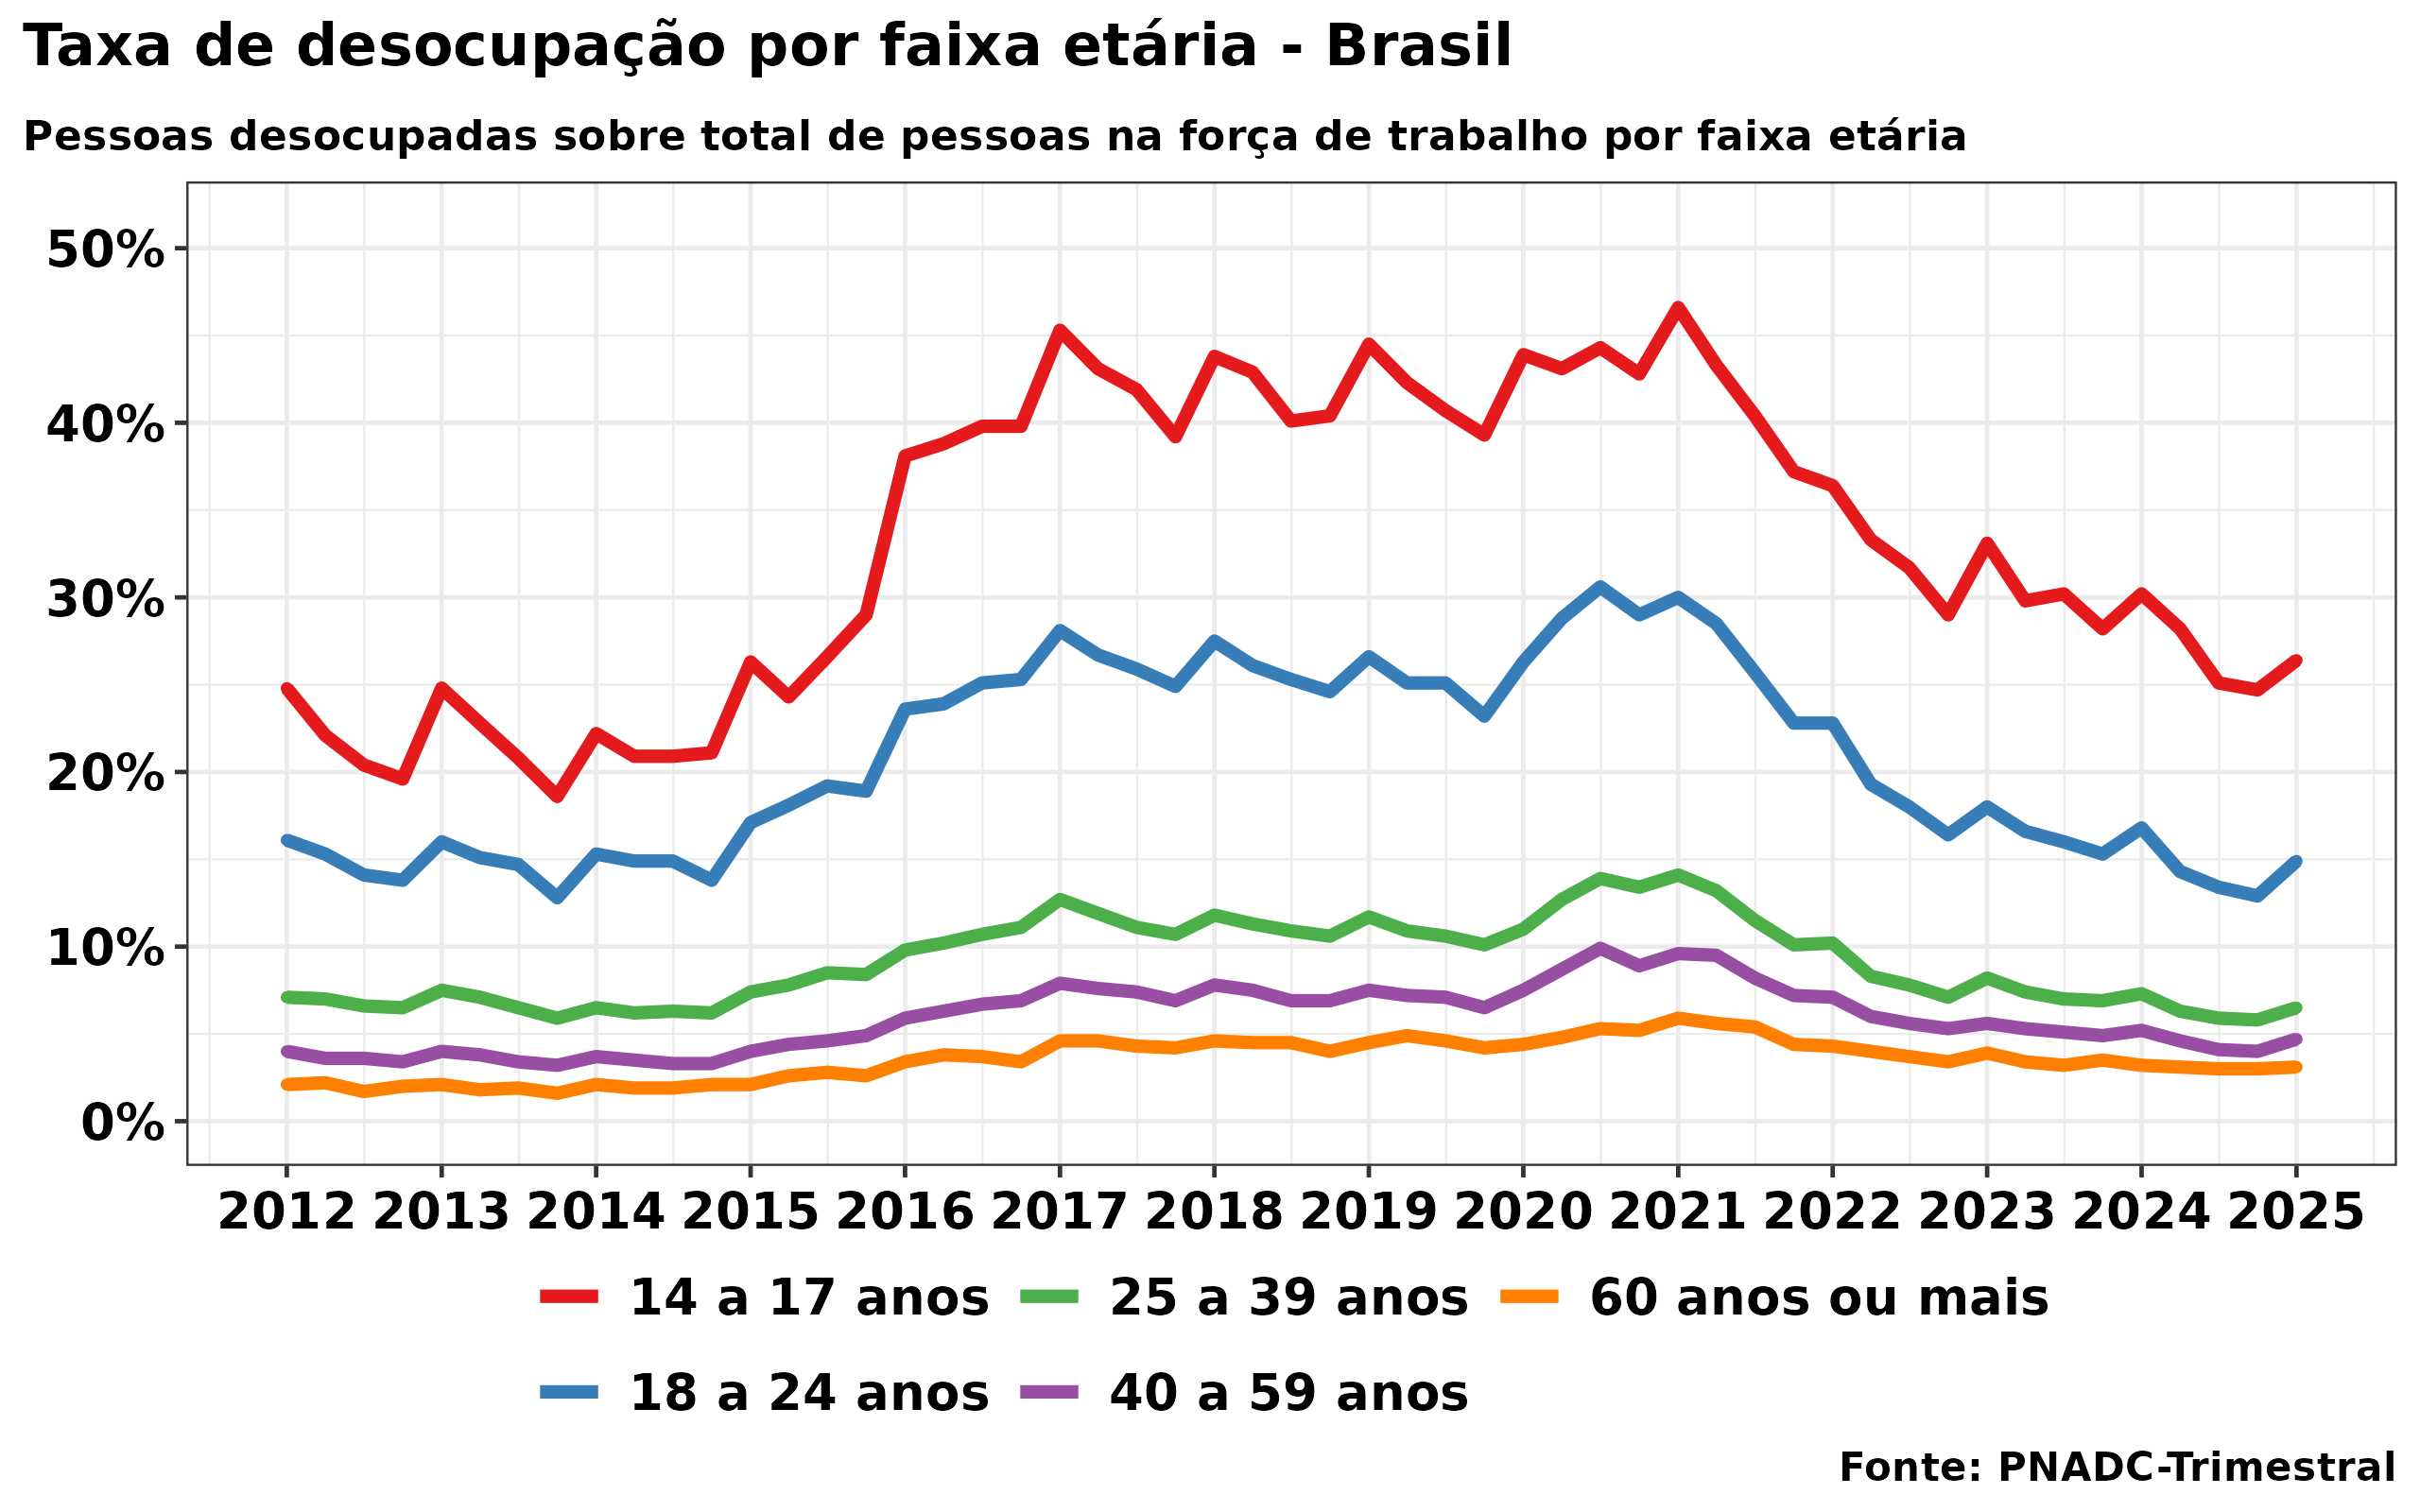 Taxa de desocupação por faixa etária - Brasil
Pessoas desocupadas sobre total de pessoas na força de trabalho por faixa etária
50%
40%
30%
20%
10%
0%
2012 2013 2014 2015 2016 2017 2018 2019 2020 2021 2022 2023 2024 2025
14 a 17 anos 25 a 39 anos 60 anos ou mais
18 a 24 anos 40 a 59 anos
Fonte: PNADC-Trimestral